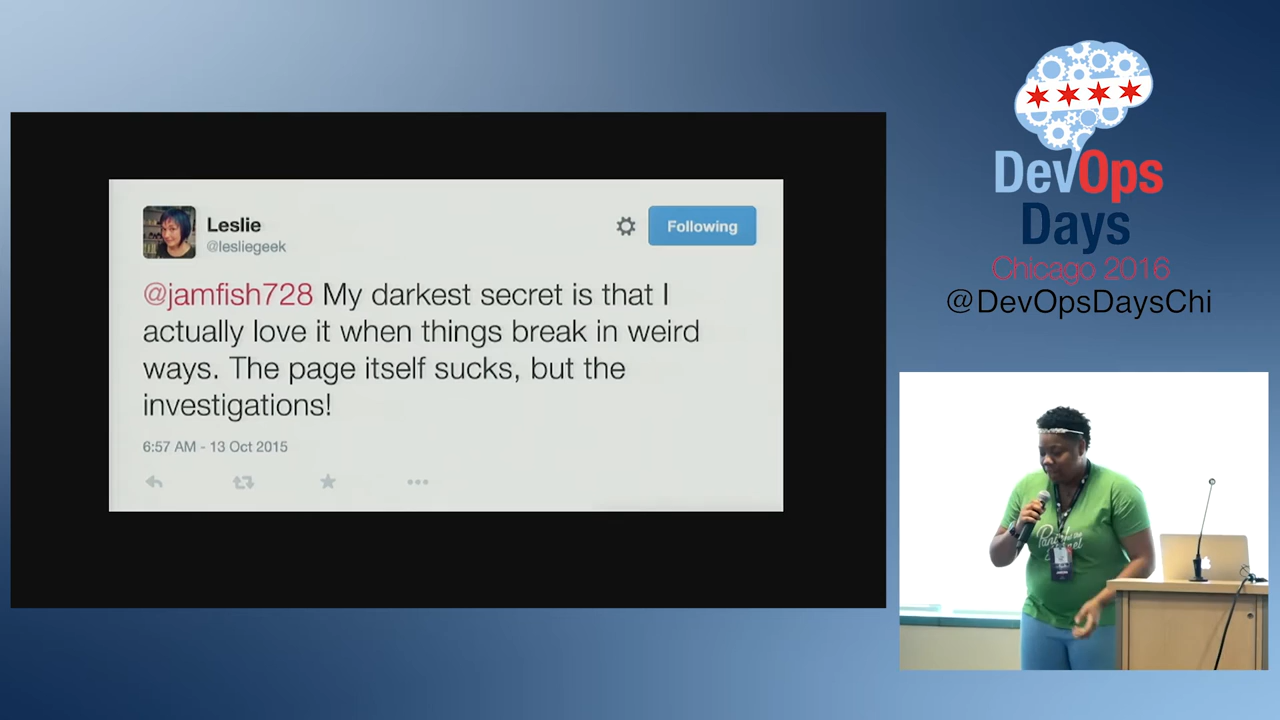 Leslie
@lesliegeek
Following
@jamfish728 My darkest secret is that I
actually love it when things break in weird
ways. The page itself sucks, but the
investigations!
6:57 AM - 13 Oct 2015
DevOps
Days
Chicago 2016
@DevOpsDaysChi